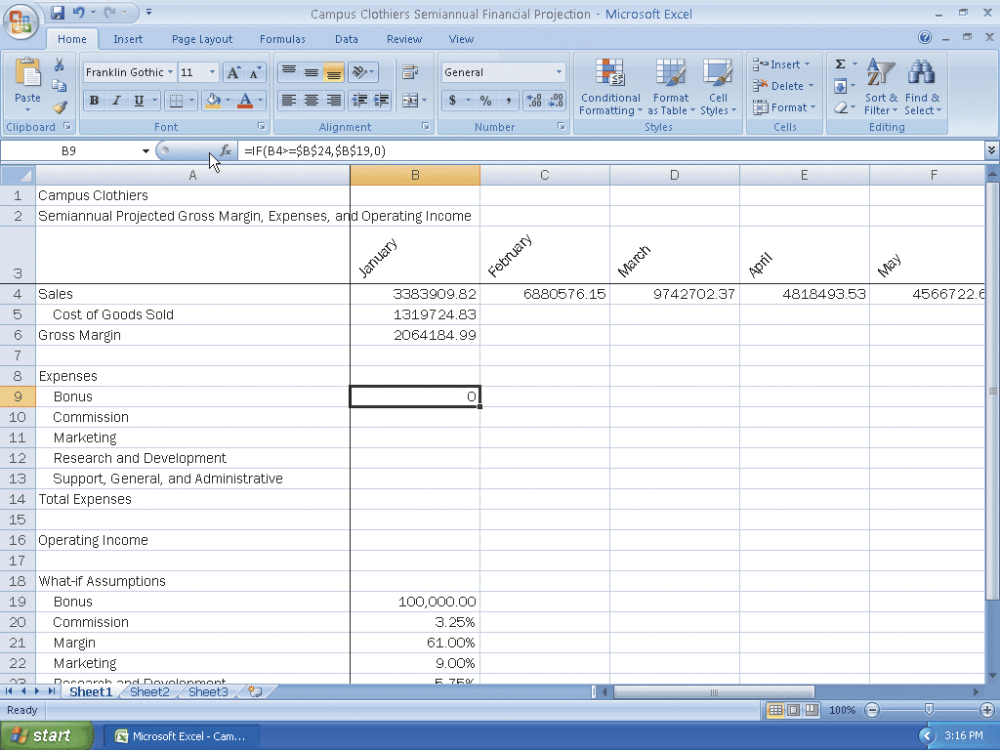 Campus Clothiers Semiannual Financial Projection - Microsoft Excel
Home Insert Page Layout Formulas Data Review View
Paste
Franklin Gothic 11
A A
B I U A
General
$ % , .00 .00
Conditional Formatting
Format as Table
Cell Styles
Insert
Delete
Format
Σ
Sort & Filter
Find & Select
Clipboard Font Alignment Number Styles Cells Editing
B9 fx =IF(B4>=$B$24,$B$19,0)
A B C D E F
1 Campus Clothiers
2 Semiannual Projected Gross Margin, Expenses, and Operating Income
3 January February March April May
4 Sales 3383909.82 6880576.15 9742702.37 4818493.53 4566722.6
5 Cost of Goods Sold 1319724.83
6 Gross Margin 2064184.99
7
8 Expenses
9 Bonus 0
10 Commission
11 Marketing
12 Research and Development
13 Support, General, and Administrative
14 Total Expenses
15
16 Operating Income
17
18 What-if Assumptions
19 Bonus 100,000.00
20 Commission 3.25%
21 Margin 61.00%
22 Marketing 9.00%
23 Research and Development 5.75%
Sheet1 Sheet2 Sheet3
Ready 100%
start Microsoft Excel - Cam... 3:16 PM